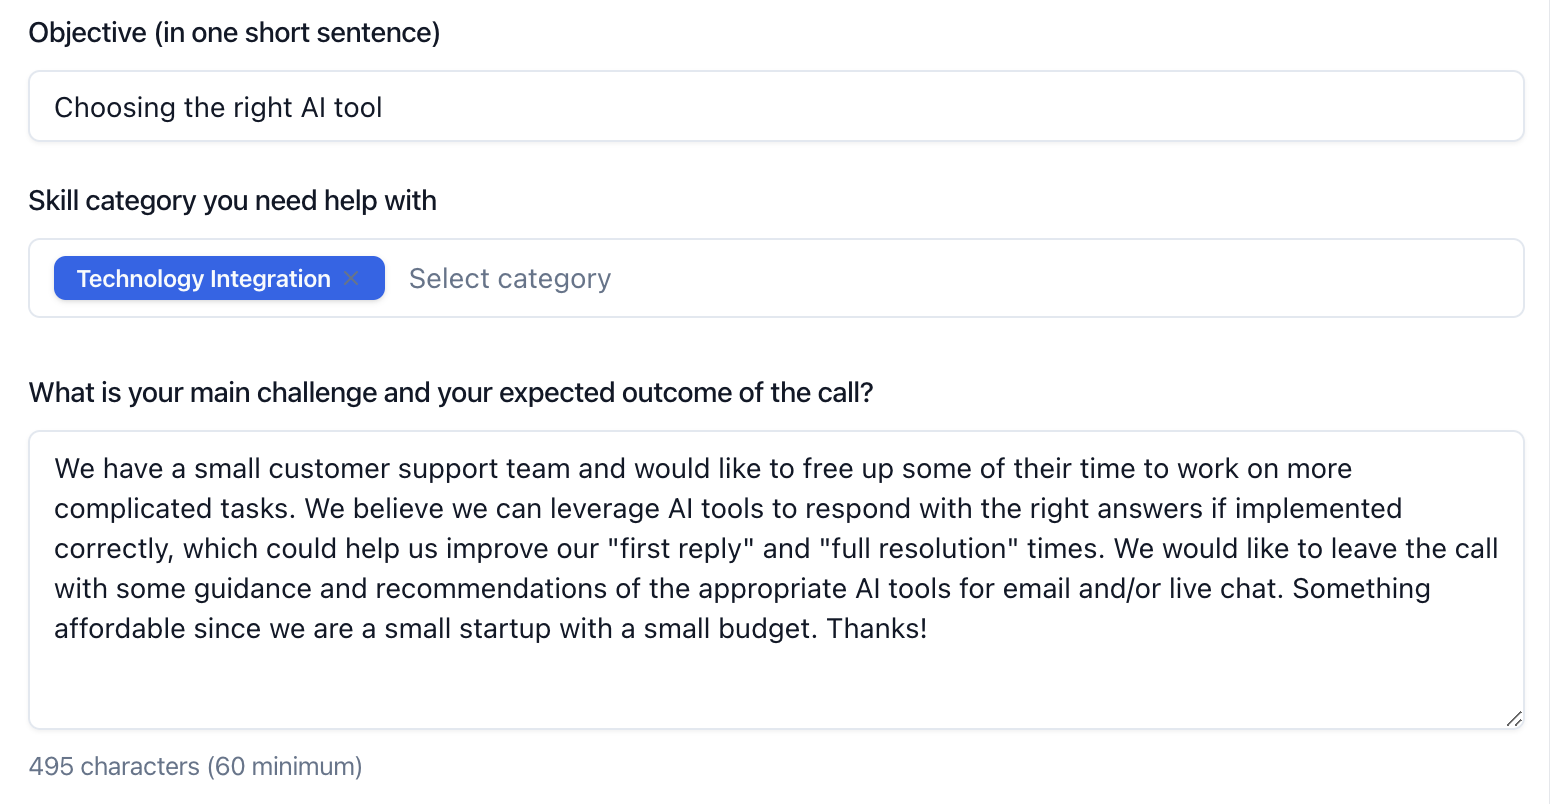 Objective (in one short sentence)
Choosing the right AI tool
Skill category you need help with
Technology Integration × Select category
What is your main challenge and your expected outcome of the call?
We have a small customer support team and would like to free up some of their time to work on more
complicated tasks. We believe we can leverage AI tools to respond with the right answers if implemented
correctly, which could help us improve our "first reply" and "full resolution" times. We would like to leave the call
with some guidance and recommendations of the appropriate AI tools for email and/or live chat. Something
affordable since we are a small startup with a small budget. Thanks!
495 characters (60 minimum)